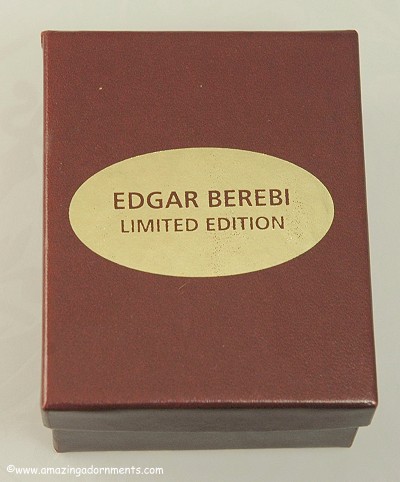 EDGAR BEREBI
LIMITED EDITION
©www.amazingadornments.com